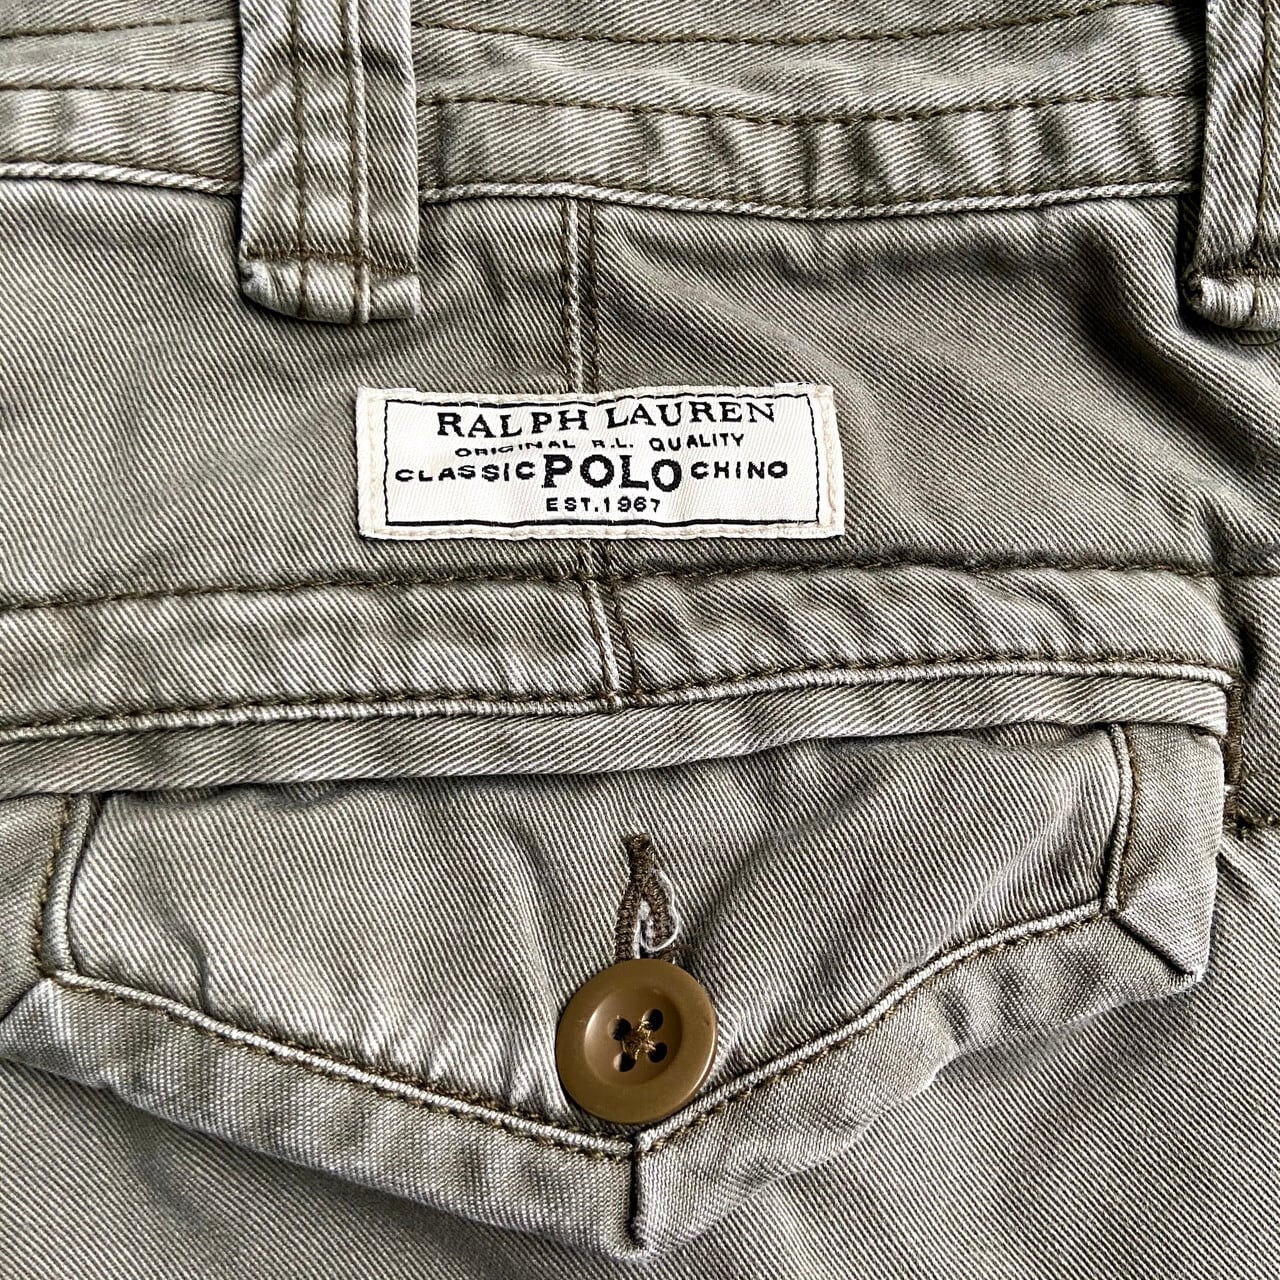 RALPH LAUREN
ORIGINAL R.L. QUALITY
CLASSIC POLO CHINO
EST.1967